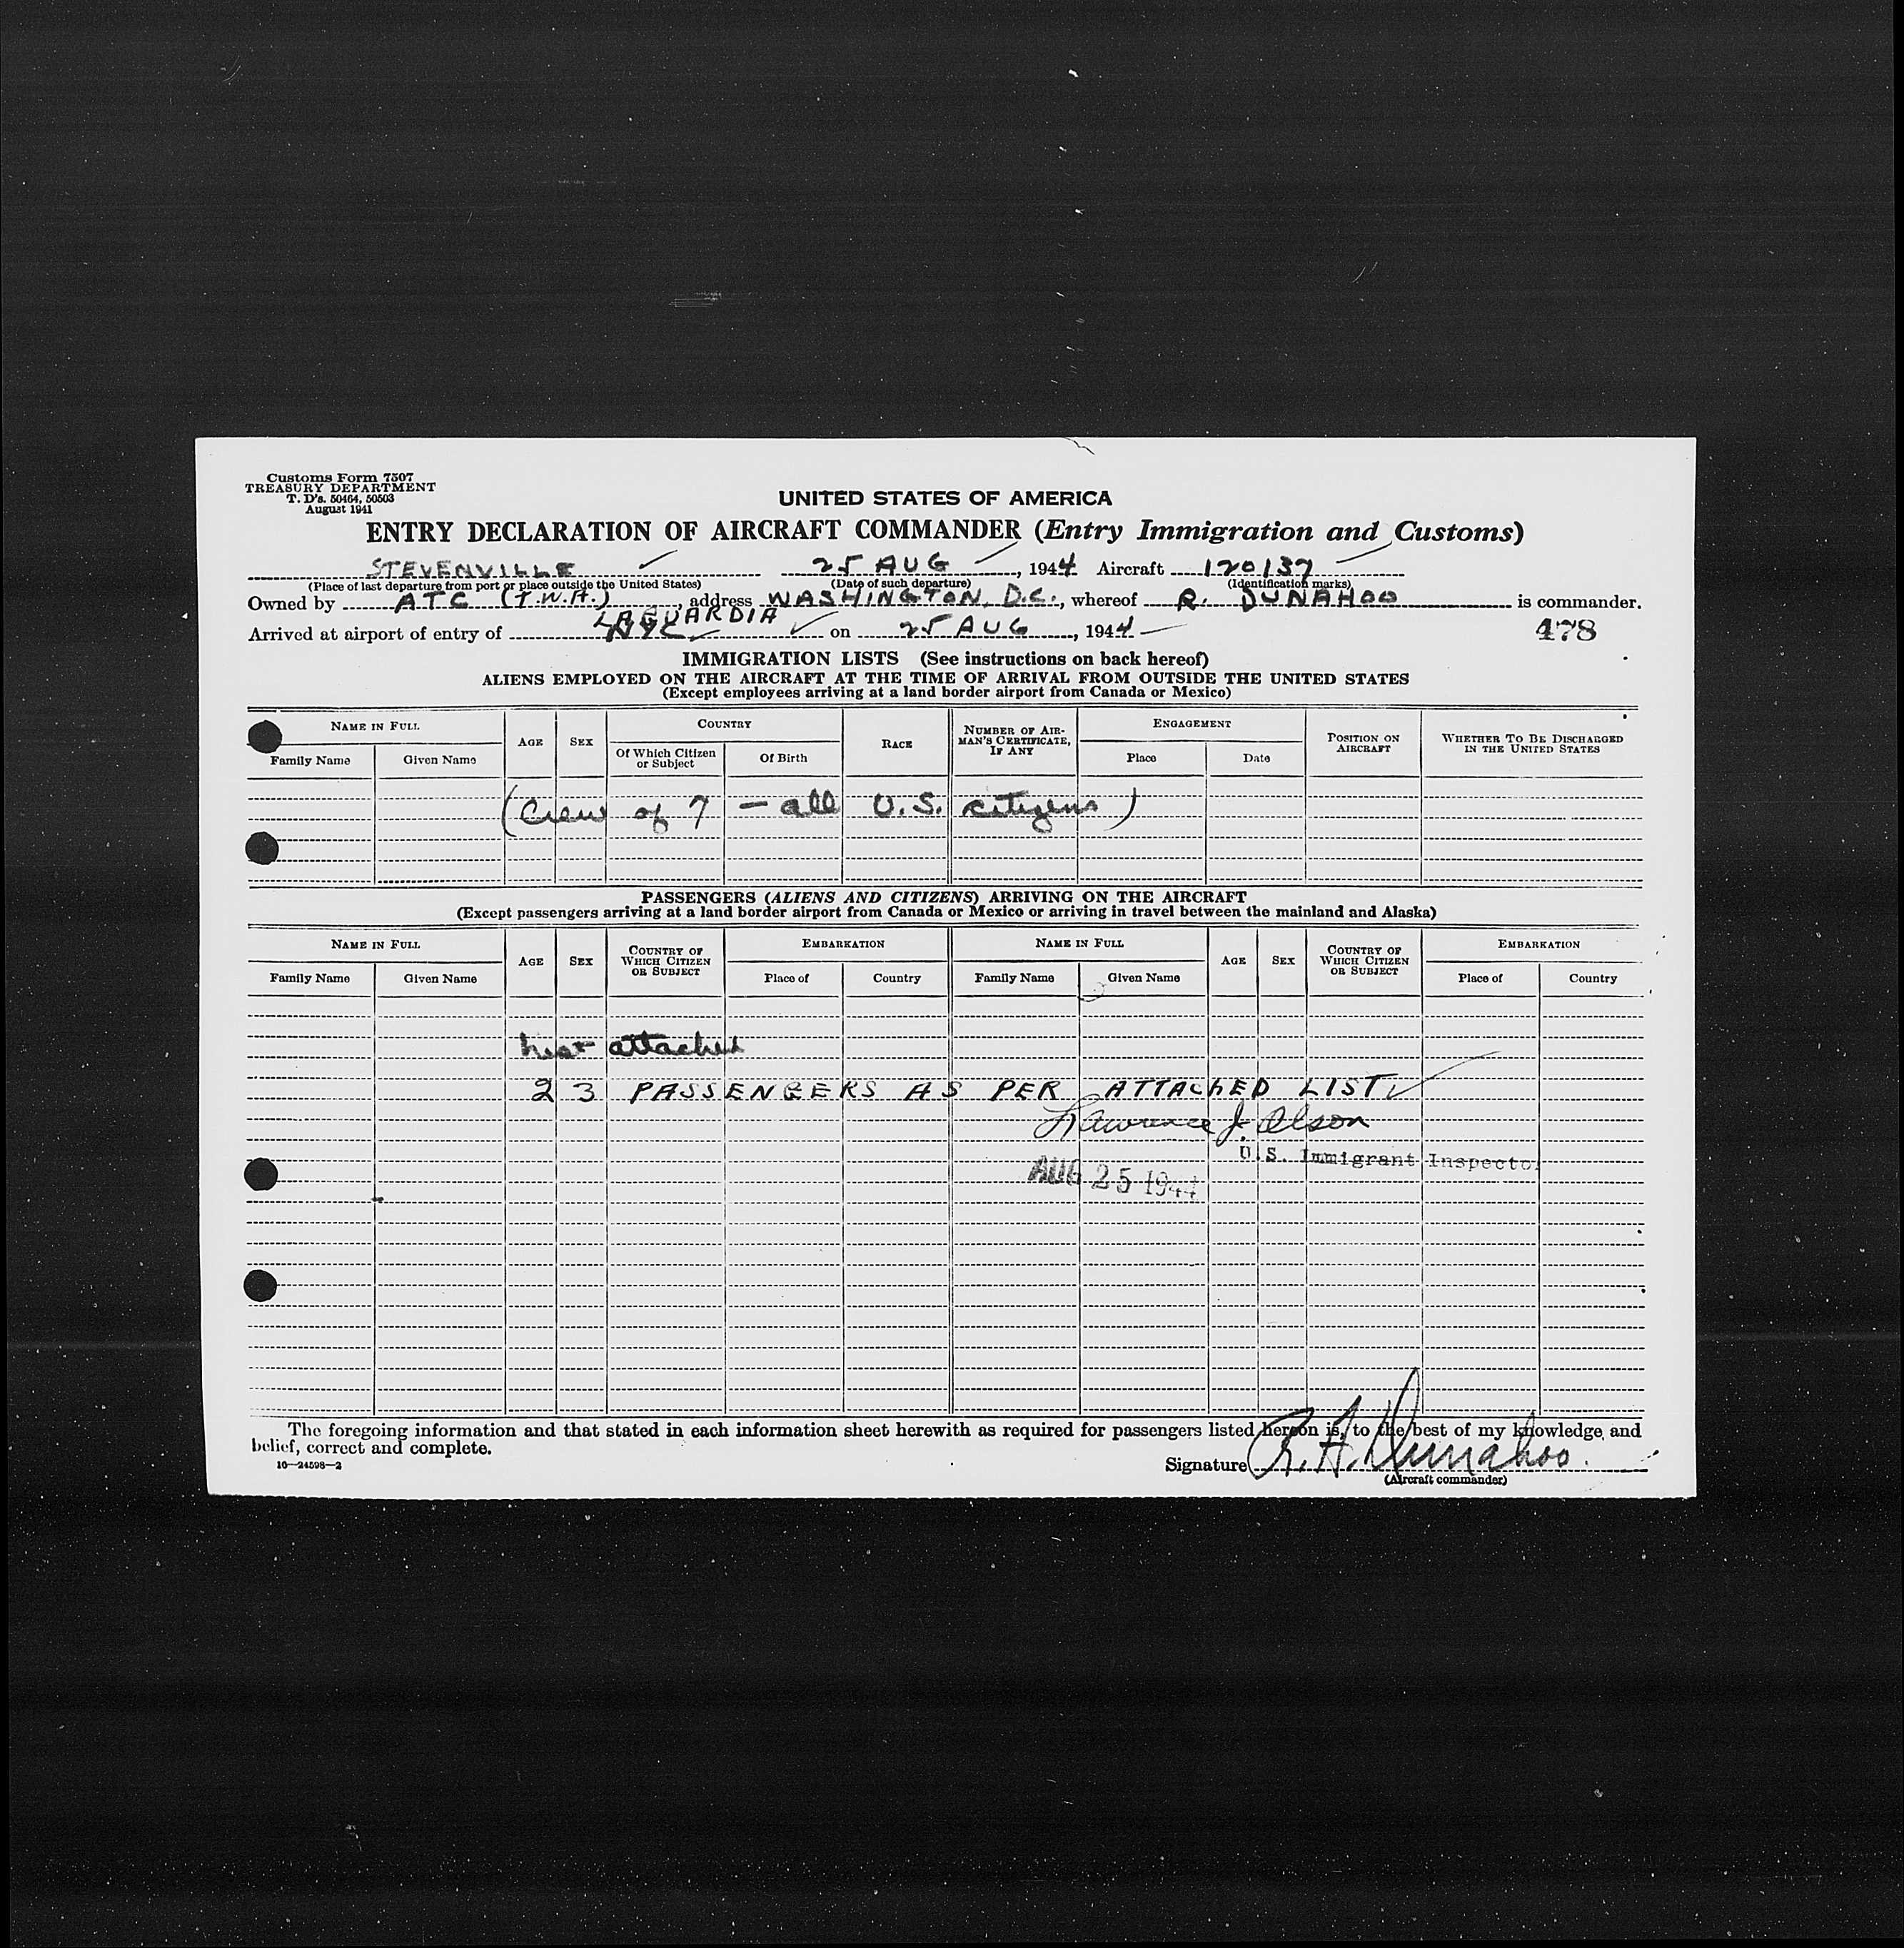 Customs Form 7507
TREASURY DEPARTMENT
T. D's. 50464, 50503
August 1941
UNITED STATES OF AMERICA
ENTRY DECLARATION OF AIRCRAFT COMMANDER (Entry Immigration and Customs)
STEVENVILLE 25 AUG, 1944 Aircraft 120137
(Place of last departure from port or place outside the United States) (Date of such departure) (Identification marks)
Owned by ATC (T.W.A.), address WASHINGTON, D.C., whereof R. DUNAHOO is commander.
LAGUARDIA
Arrived at airport of entry of NYC on 25 AUG, 1944
478
IMMIGRATION LISTS (See instructions on back hereof)
ALIENS EMPLOYED ON THE AIRCRAFT AT THE TIME OF ARRIVAL FROM OUTSIDE THE UNITED STATES
(Except employees arriving at a land border airport from Canada or Mexico)
NAME IN FULL AGE SEX COUNTRY RACE NUMBER OF AIRMAN'S CERTIFICATE, IF ANY ENGAGEMENT POSITION ON AIRCRAFT WHETHER TO BE DISCHARGED IN THE UNITED STATES
Family Name Given Name Of Which Citizen or Subject Of Birth Place Date
(Crew of 7 — all U.S. citizens)
PASSENGERS (ALIENS AND CITIZENS) ARRIVING ON THE AIRCRAFT
(Except passengers arriving at a land border airport from Canada or Mexico or arriving in travel between the mainland and Alaska)
NAME IN FULL AGE SEX COUNTRY OF WHICH CITIZEN OR SUBJECT EMBARKATION NAME IN FULL AGE SEX COUNTRY OF WHICH CITIZEN OR SUBJECT EMBARKATION
Family Name Given Name Place of Country Family Name Given Name Place of Country
attached
23 PASSENGERS AS PER ATTACHED LIST
Lawrence J. Olson
U.S. Immigrant Inspector
AUG 25 1944
The foregoing information and that stated in each information sheet herewith as required for passengers listed hereon is, to the best of my knowledge and
belief, correct and complete.
16—24598—2
Signature R. H. Dunahoo.
(Aircraft commander)